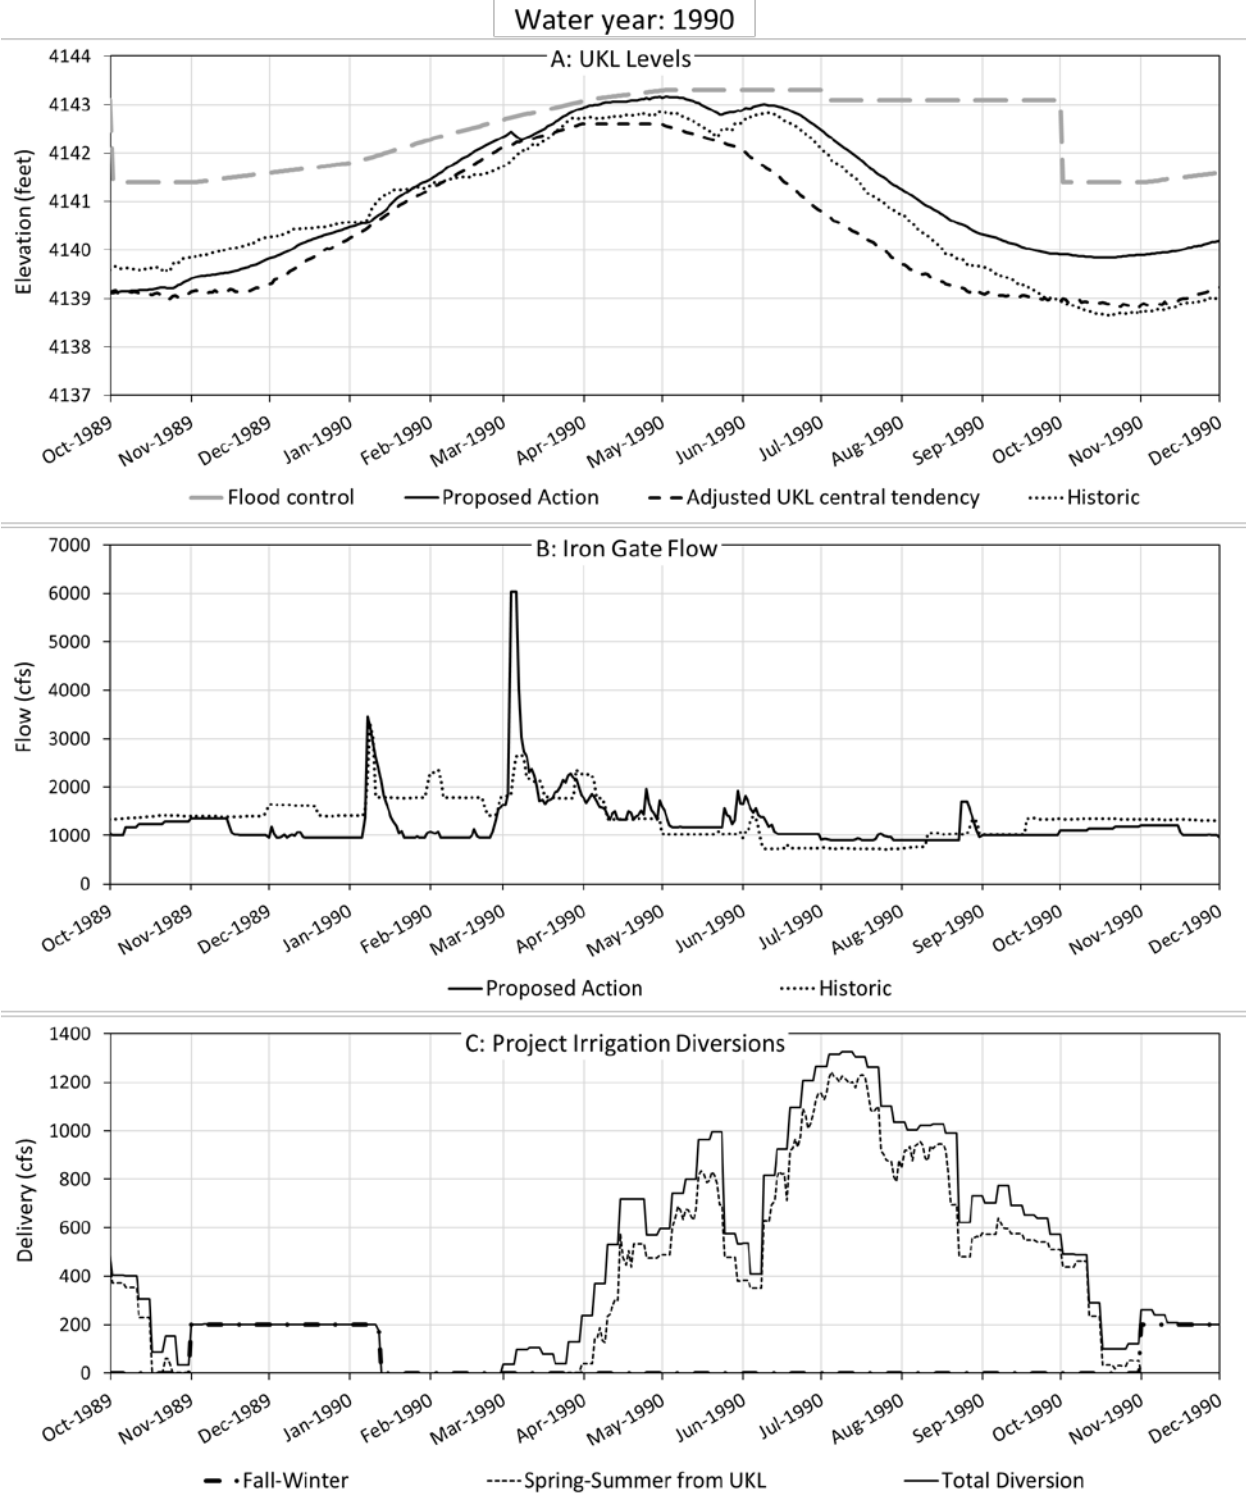 Water year: 1990
A: UKL Levels
Elevation (feet)
4144
4143
4142
4141
4140
4139
4138
4137
Oct-1989 Nov-1989 Dec-1989 Jan-1990 Feb-1990 Mar-1990 Apr-1990 May-1990 Jun-1990 Jul-1990 Aug-1990 Sep-1990 Oct-1990 Nov-1990 Dec-1990
Flood control Proposed Action Adjusted UKL central tendency Historic
B: Iron Gate Flow
Flow (cfs)
7000
6000
5000
4000
3000
2000
1000
0
Oct-1989 Nov-1989 Dec-1989 Jan-1990 Feb-1990 Mar-1990 Apr-1990 May-1990 Jun-1990 Jul-1990 Aug-1990 Sep-1990 Oct-1990 Nov-1990 Dec-1990
Proposed Action Historic
C: Project Irrigation Diversions
Delivery (cfs)
1400
1200
1000
800
600
400
200
0
Oct-1989 Nov-1989 Dec-1989 Jan-1990 Feb-1990 Mar-1990 Apr-1990 May-1990 Jun-1990 Jul-1990 Aug-1990 Sep-1990 Oct-1990 Nov-1990 Dec-1990
Fall-Winter Spring-Summer from UKL Total Diversion